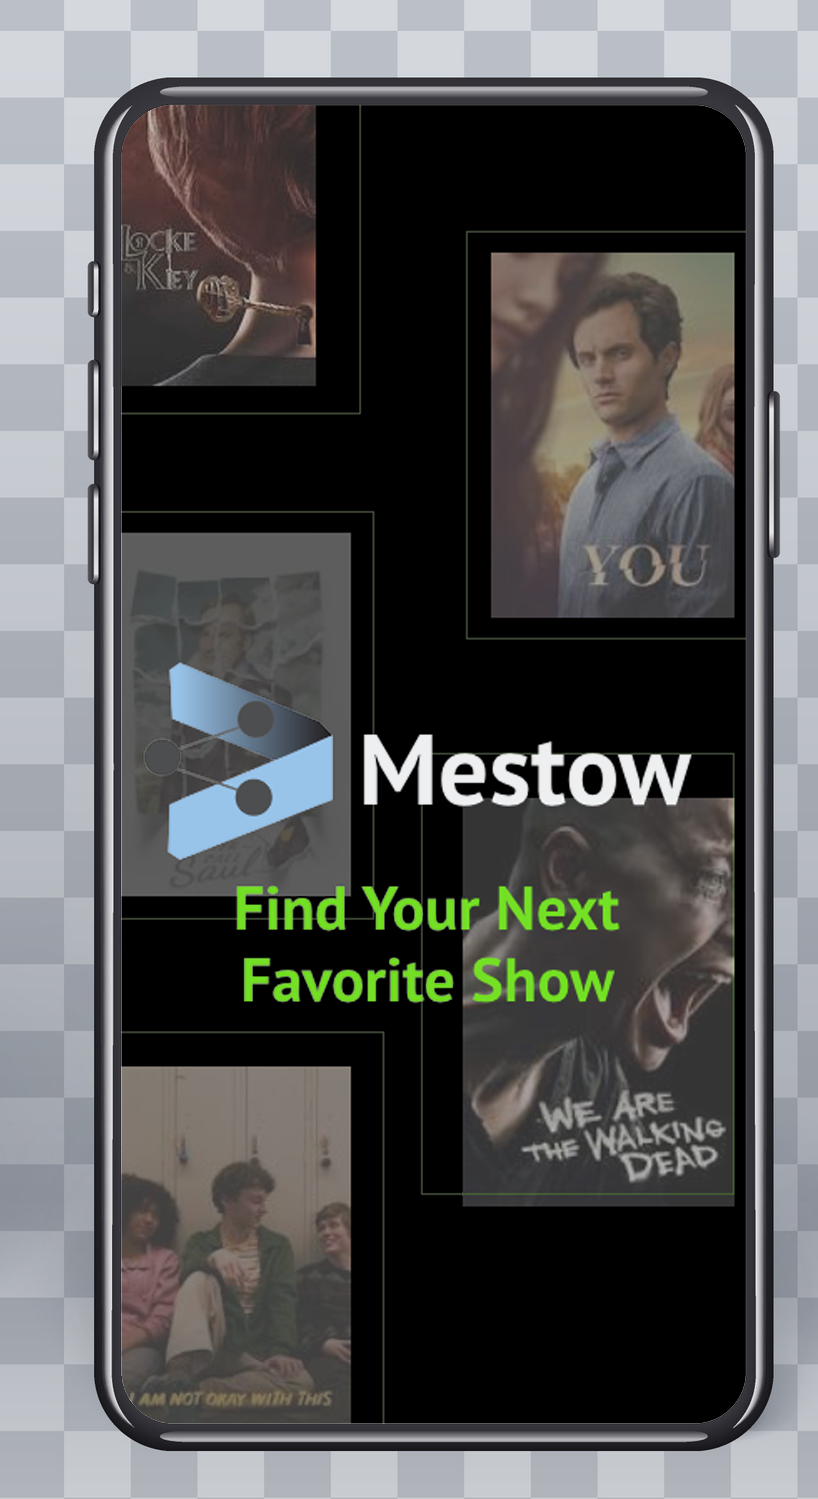 LOCKE
& KEY
YOU
Mestow
CALL
Saul
Find Your Next
Favorite Show
WE ARE
THE WALKING
DEAD
I AM NOT OKAY WITH THIS